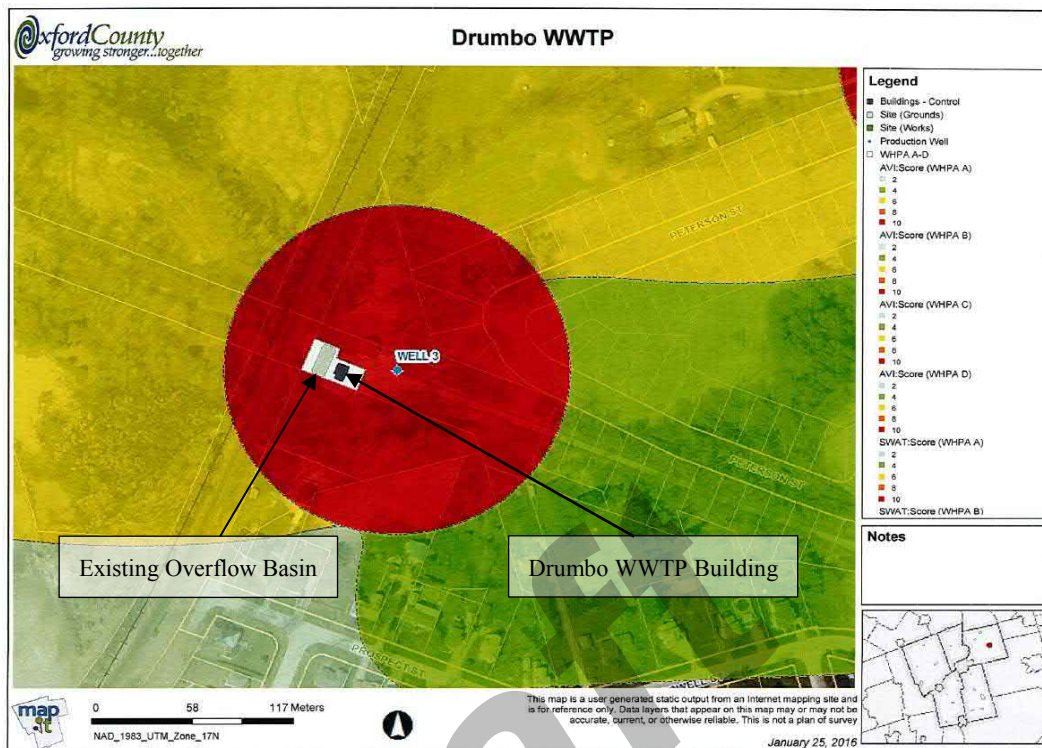 OxfordCounty
growing stronger...together
Drumbo WWTP
PETERSON ST
WELL 3
PETERSON ST
Existing Overflow Basin
Drumbo WWTP Building
PROSPECT ST
Legend
Buildings - Control
Site (Grounds)
Site (Works)
Production Well
WHPA A-D
AVI:Score (WHPA A)
2
4
6
8
10
AVI:Score (WHPA B)
2
4
6
8
10
AVI:Score (WHPA C)
2
4
6
8
10
AVI:Score (WHPA D)
2
4
6
8
10
SWAT:Score (WHPA A)
2
4
6
8
10
SWAT:Score (WHPA B)
Notes
map it
0 58 117 Meters
NAD_1983_UTM_Zone_17N
This map is a user generated static output from an Internet mapping site and
is for reference only. Data layers that appear on this map may or may not be
accurate, current, or otherwise reliable. This is not a plan of survey
January 25, 2016